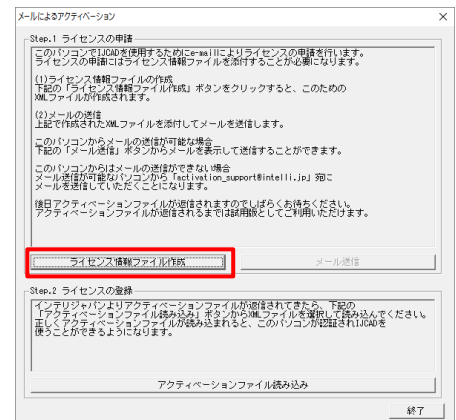 メールによるアクティベーション
Step.1 ライセンスの申請
このパソコンでIJCADを使用するためにe-mailによりライセンスの申請を行います。
ライセンスの申請にはライセンス情報ファイルを添付することが必要になります。
(1)ライセンス情報ファイルの作成
下記の「ライセンス情報ファイル作成」ボタンをクリックすると、このための
XMLファイルが作成されます。
(2)メールの送信
上記で作成されたXMLファイルを添付してメールを送信します。
このパソコンからメールの送信が可能な場合
下記の「メール送信」ボタンからメールを表示して送信することができます。
このパソコンからはメールの送信ができない場合
メール送信が可能なパソコンから「activation_support@intelli.jp」宛に
メールを送信していただくことになります。
後日アクティベーションファイルが返信されますのでしばらくお待ちください。
アクティベーションファイルが返信されるまでは試用版としてご利用いただけます。
ライセンス情報ファイル作成
メール送信
Step.2 ライセンスの登録
インテリジャパンよりアクティベーションファイルが返信されてきたら、下記の
「アクティベーションファイル読み込み」ボタンからXMLファイルを選択して読み込んでください。
正しくアクティベーションファイルが読み込まれると、このパソコンが認証されIJCADを
使うことができるようになります。
アクティベーションファイル読み込み
終了